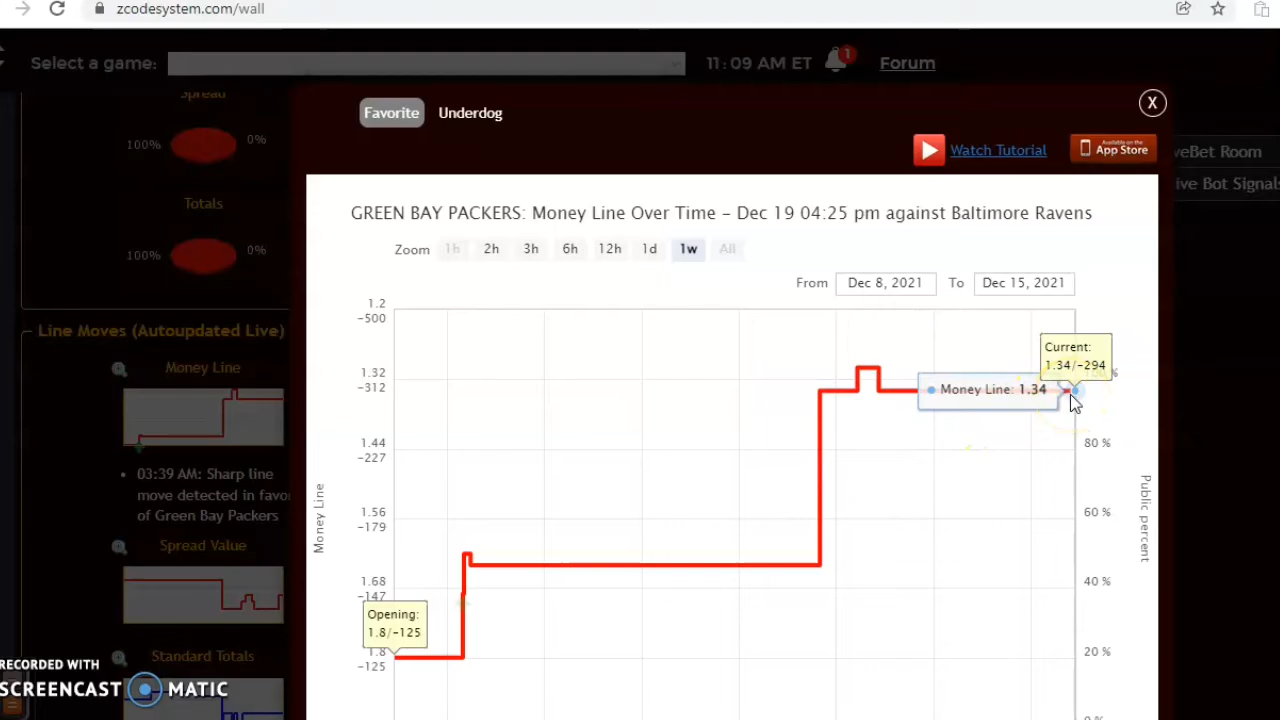 zcodesystem.com/wall
Select a game:
11:09 AM ET
1
Forum
Spread
100%
0%
Totals
100%
0%
Line Moves (Autoupdated Live)
Money Line
03:39 AM: Sharp line
move detected in favo
of Green Bay Packers
Spread Value
Standard Totals
RECORDED WITH
SCREENCAST MATIC
Favorite
Underdog
X
Watch Tutorial
Available on the
App Store
veBet Room
ive Bot Signals
GREEN BAY PACKERS: Money Line Over Time - Dec 19 04:25 pm against Baltimore Ravens
Zoom 1h 2h 3h 6h 12h 1d 1w All
From Dec 8, 2021 To Dec 15, 2021
1.2
-500
1.32
-312
1.44
-227
1.56
-179
1.68
-147
1.8
-125
Money Line
Opening:
1.8/-125
Money Line: 1.34
Current:
1.34/-294
80 %
60 %
40 %
20 %
0 %
Public percent